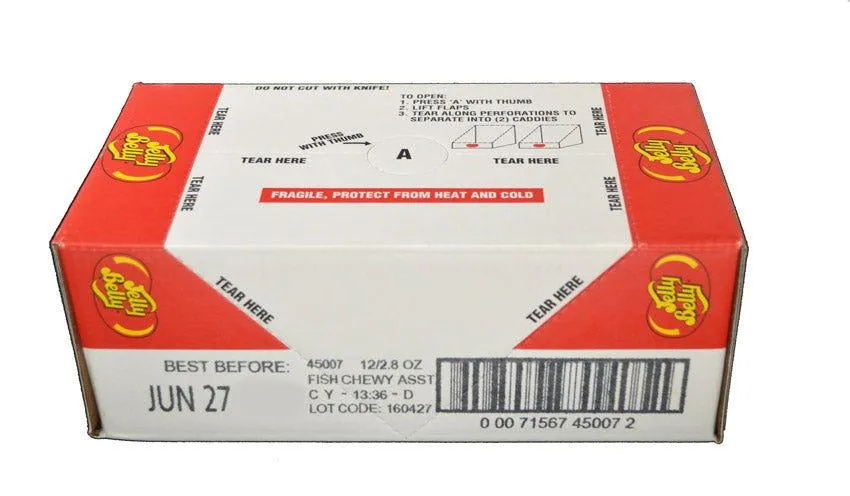 DO NOT CUT WITH KNIFE!
TO OPEN:
1. PRESS 'A' WITH THUMB
2. LIFT FLAPS
3. TEAR ALONG PERFORATIONS TO
SEPARATE INTO (2) CADDIES
TEAR HERE
TEAR HERE
PRESS
WITH THUMB
A
TEAR HERE
TEAR HERE
Jelly
Belly
Jelly
Belly
TEAR HERE
TEAR HERE
FRAGILE, PROTECT FROM HEAT AND COLD
Jelly
Belly
Jelly
Belly
TEAR HERE
TEAR HERE
BEST BEFORE:
JUN 27
45007 12/2.8 OZ
FISH CHEWY ASST
C Y - 13:36 - D
LOT CODE: 160427
0 00 71567 45007 2